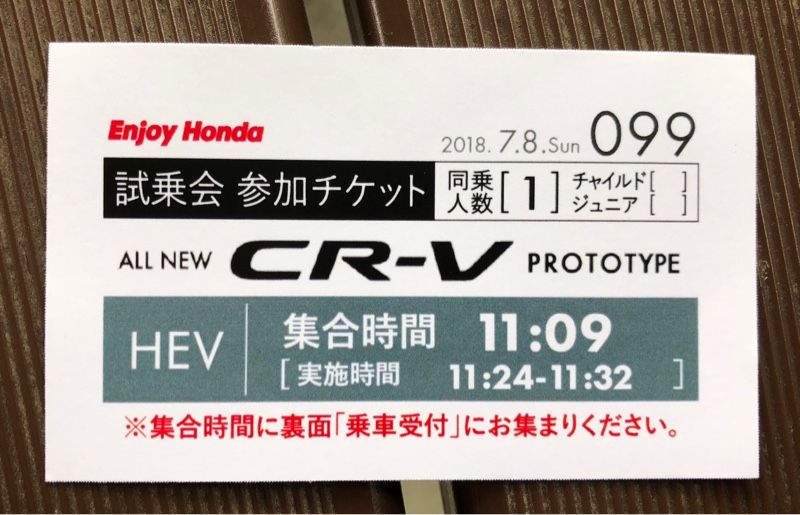 Enjoy Honda
2018. 7.8.Sun 099
試乗会 参加チケット
同乗人数[ 1 ]
チャイルド[ ]
ジュニア[ ]
ALL NEW CR-V PROTOTYPE
HEV
集合時間 11:09
[ 実施時間 11:24-11:32 ]
※集合時間に裏面「乗車受付」にお集まりください。